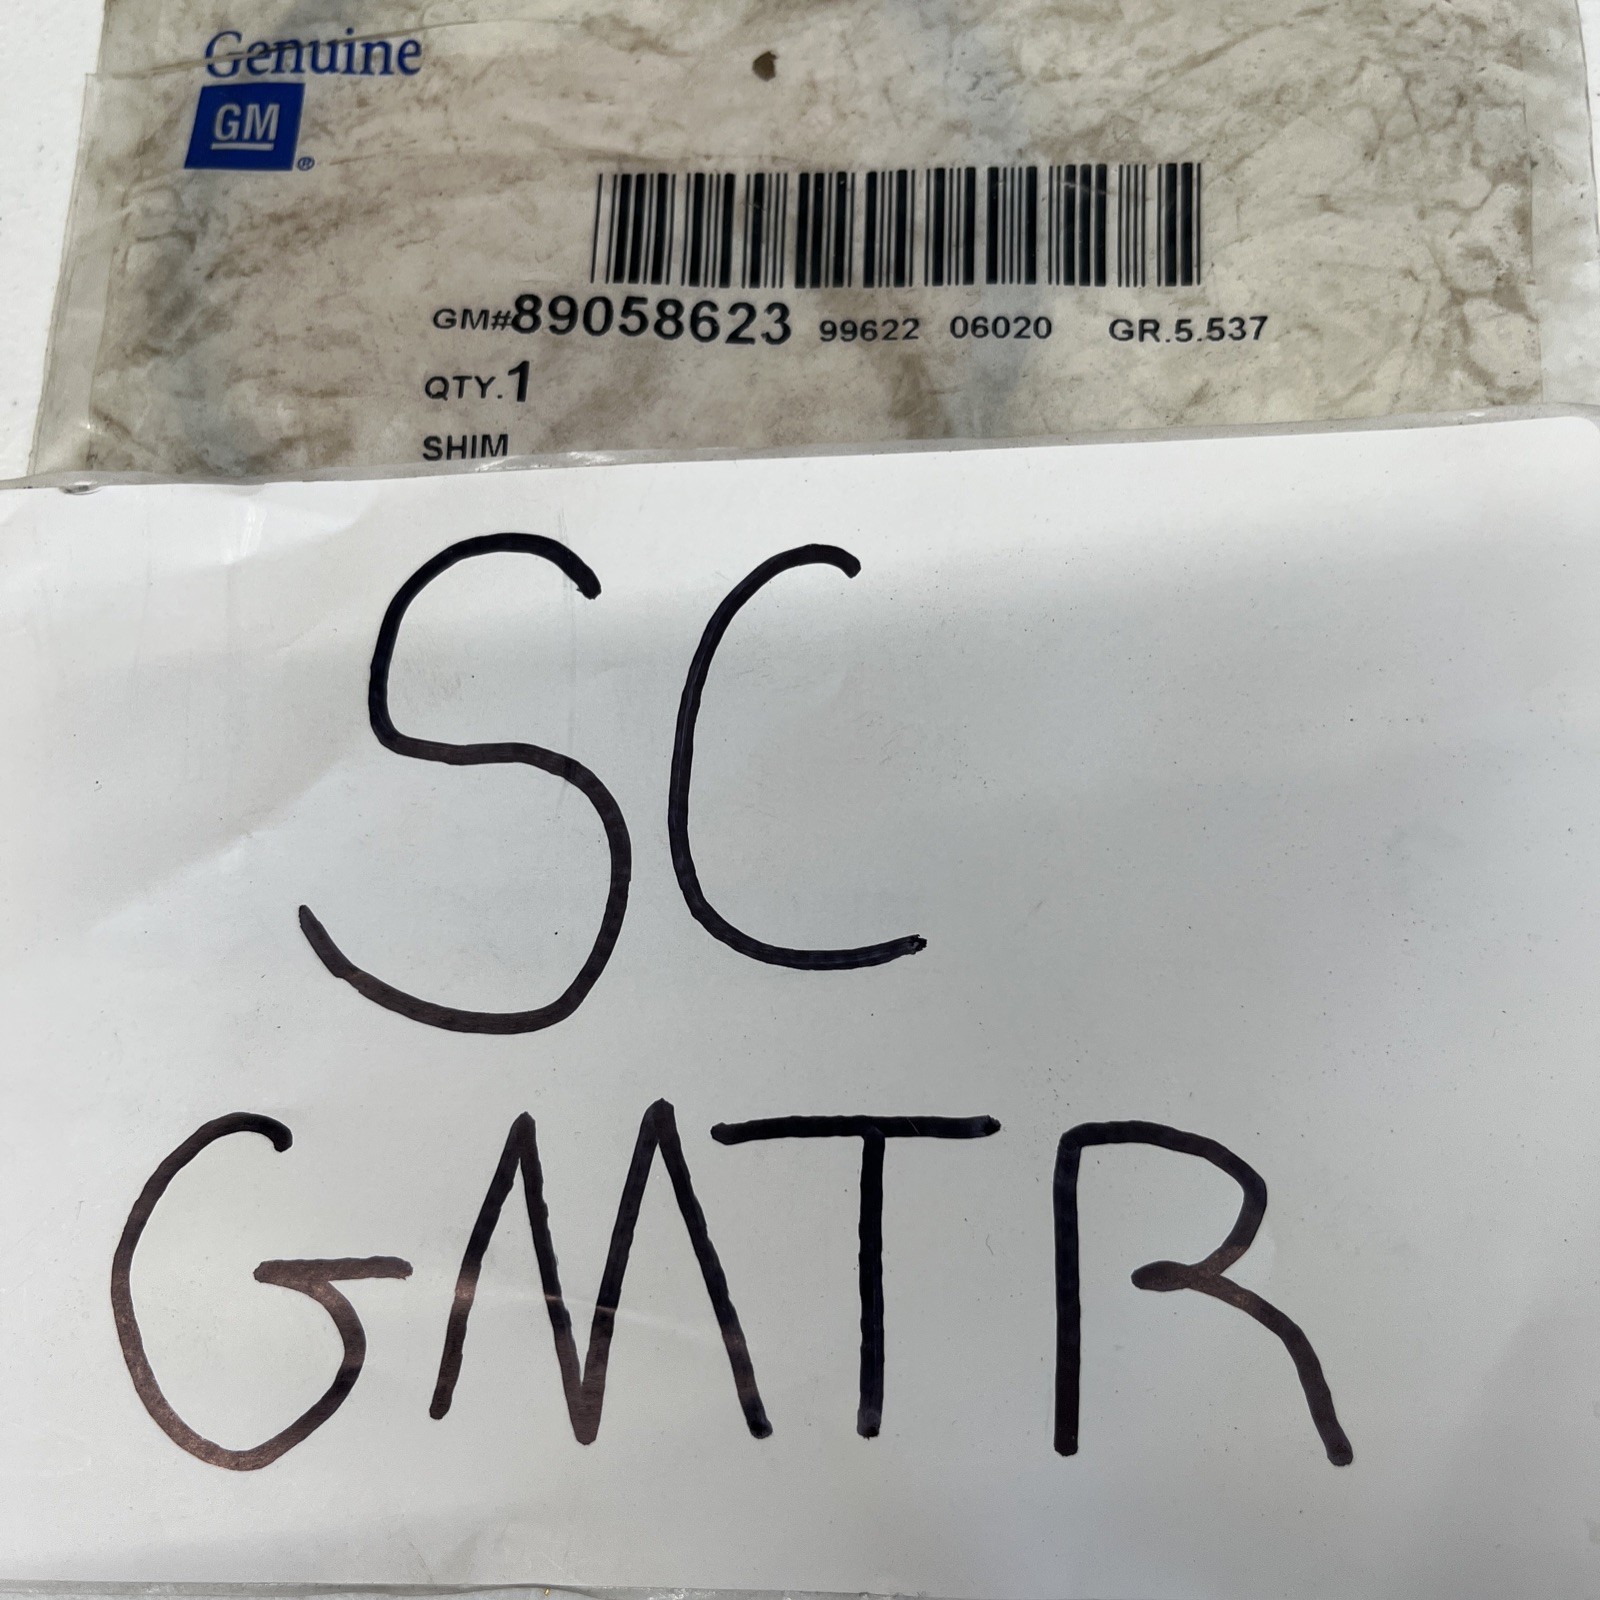 Genuine
GM®
GM#89058623 99622 06020 GR.5.537
QTY.1
SHIM
SC
GMTR